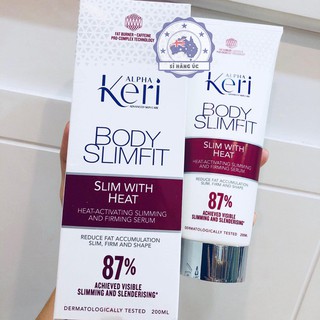 FAT BURNER + CAFFEINE
PRO-COMPLEX TECHNOLOGY
SỈ HÀNG ÚC
ALPHA
Keri
BODY
SLIMFIT
SLIM WITH
HEAT
HEAT-ACTIVATING SLIMMING
AND FIRMING SERUM
REDUCE FAT ACCUMULATION
SLIM, FIRM AND SHAPE
87%
ACHIEVED VISIBLE
SLIMMING AND SLENDERISING*
DERMATOLOGICALLY TESTED 200ML
ALPHA
Keri
BODY
SLIMFIT
SLIM WITH
HEAT
HEAT-ACTIVATING SLIMMING
AND FIRMING SERUM
REDUCE FAT ACCUMULATION
SLIM, FIRM AND SHAPE
87%
ACHIEVED VISIBLE
SLIMMING AND SLENDERISING*
DERMATOLOGICALLY TESTED 200ML